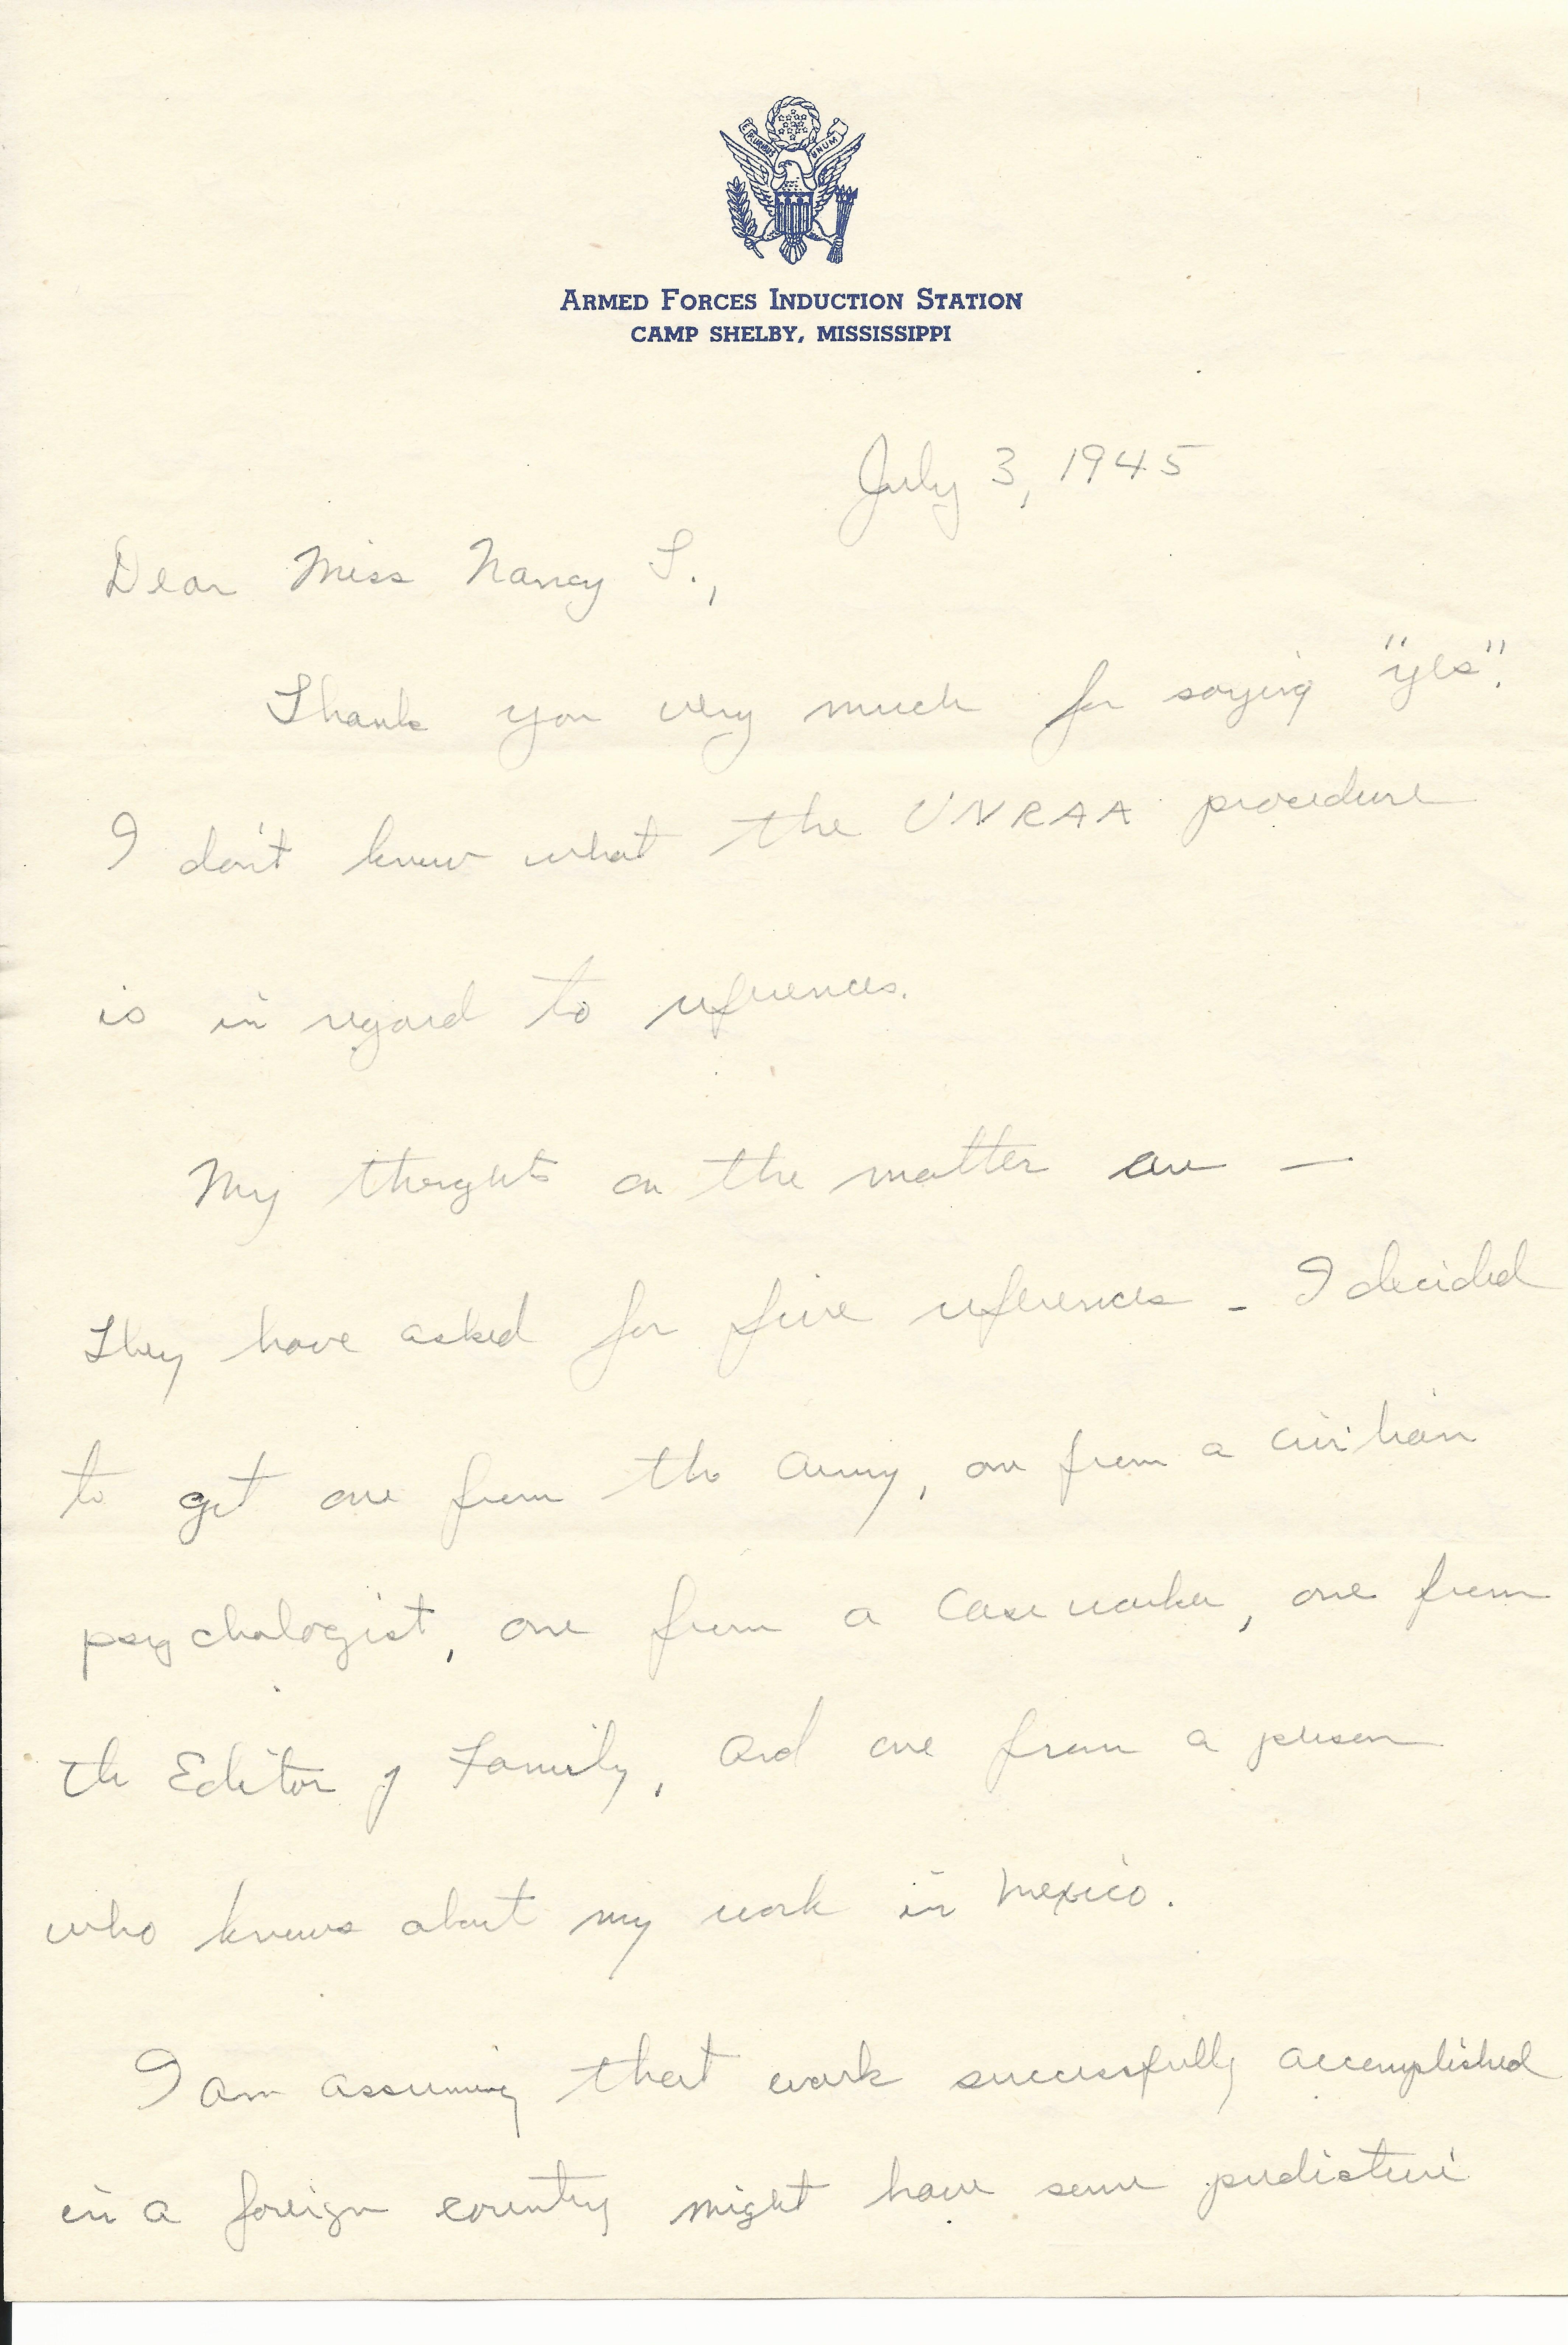 E PLURIBUS UNUM
ARMED FORCES INDUCTION STATION
CAMP SHELBY, MISSISSIPPI
July 3, 1945
Dear Miss Nancy T.,
Thank you very much for saying "yes".
I don't know what the UNRAA procedure
is in regard to references.
My thoughts on the matter are —
They have asked for five references - I decided
to get one from the Army, one from a civilian
psychologist, one from a case worker, one from
the Editor of Family, and one from a person
who knows about my work in Mexico.
I am assuming that work successfully accomplished
in a foreign country might have some predictive